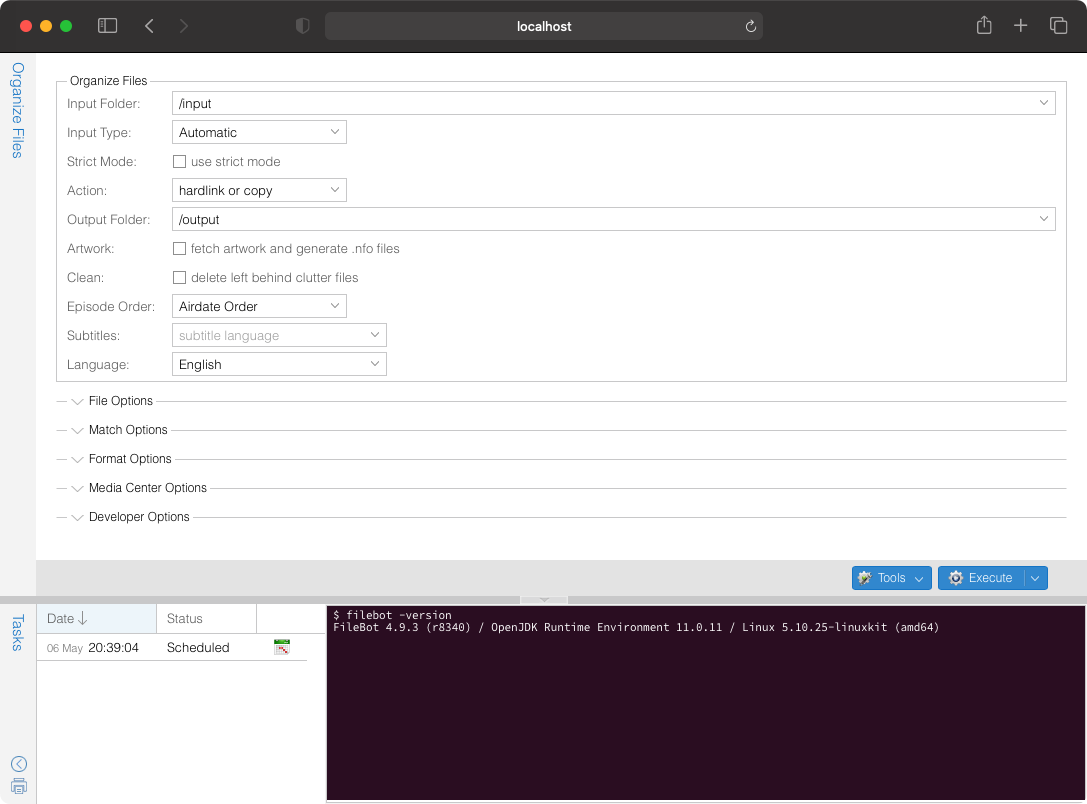 localhost
Organize Files
Organize Files
Input Folder: /input
Input Type: Automatic
Strict Mode: use strict mode
Action: hardlink or copy
Output Folder: /output
Artwork: fetch artwork and generate .nfo files
Clean: delete left behind clutter files
Episode Order: Airdate Order
Subtitles: subtitle language
Language: English
File Options
Match Options
Format Options
Media Center Options
Developer Options
Tools Execute
Tasks
Date Status
06 May 20:39:04 Scheduled
$ filebot -version
FileBot 4.9.3 (r8340) / OpenJDK Runtime Environment 11.0.11 / Linux 5.10.25-linuxkit (amd64)